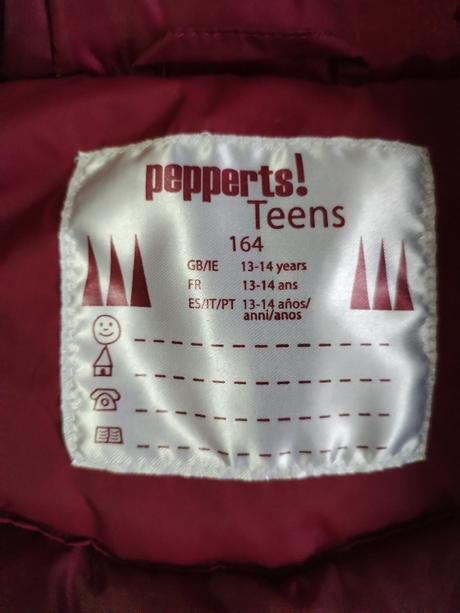 pepperts!
Teens
164
GB/IE 13-14 years
FR 13-14 ans
ES/IT/PT 13-14 años/
anni/anos